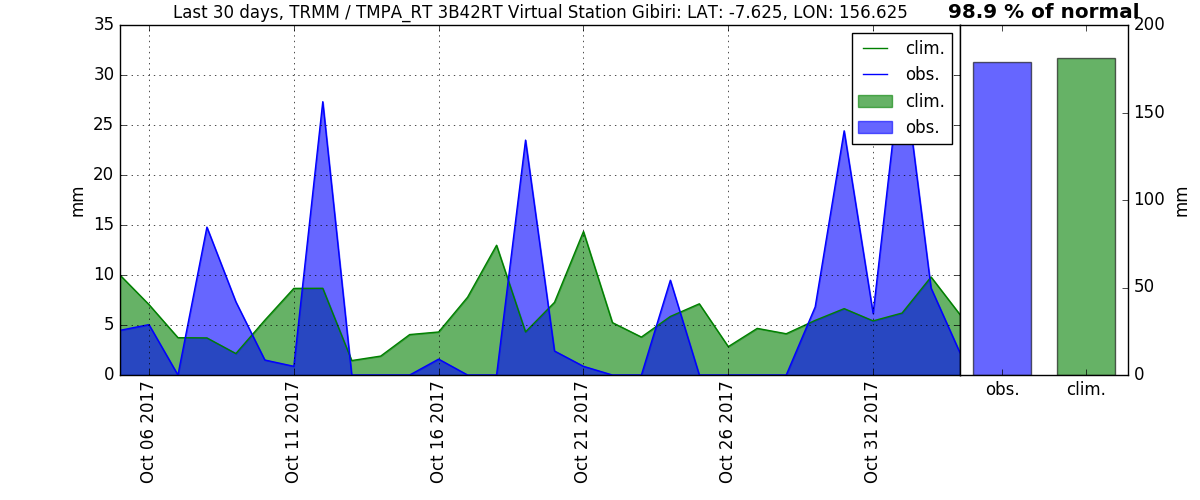 Last 30 days, TRMM / TMPA_RT 3B42RT Virtual Station Gibiri: LAT: -7.625, LON: 156.625
98.9 % of normal
35
30
25
20
15
10
5
0
mm
clim.
obs.
clim.
obs.
200
150
100
50
0
mm
Oct 06 2017
Oct 11 2017
Oct 16 2017
Oct 21 2017
Oct 26 2017
Oct 31 2017
obs.
clim.